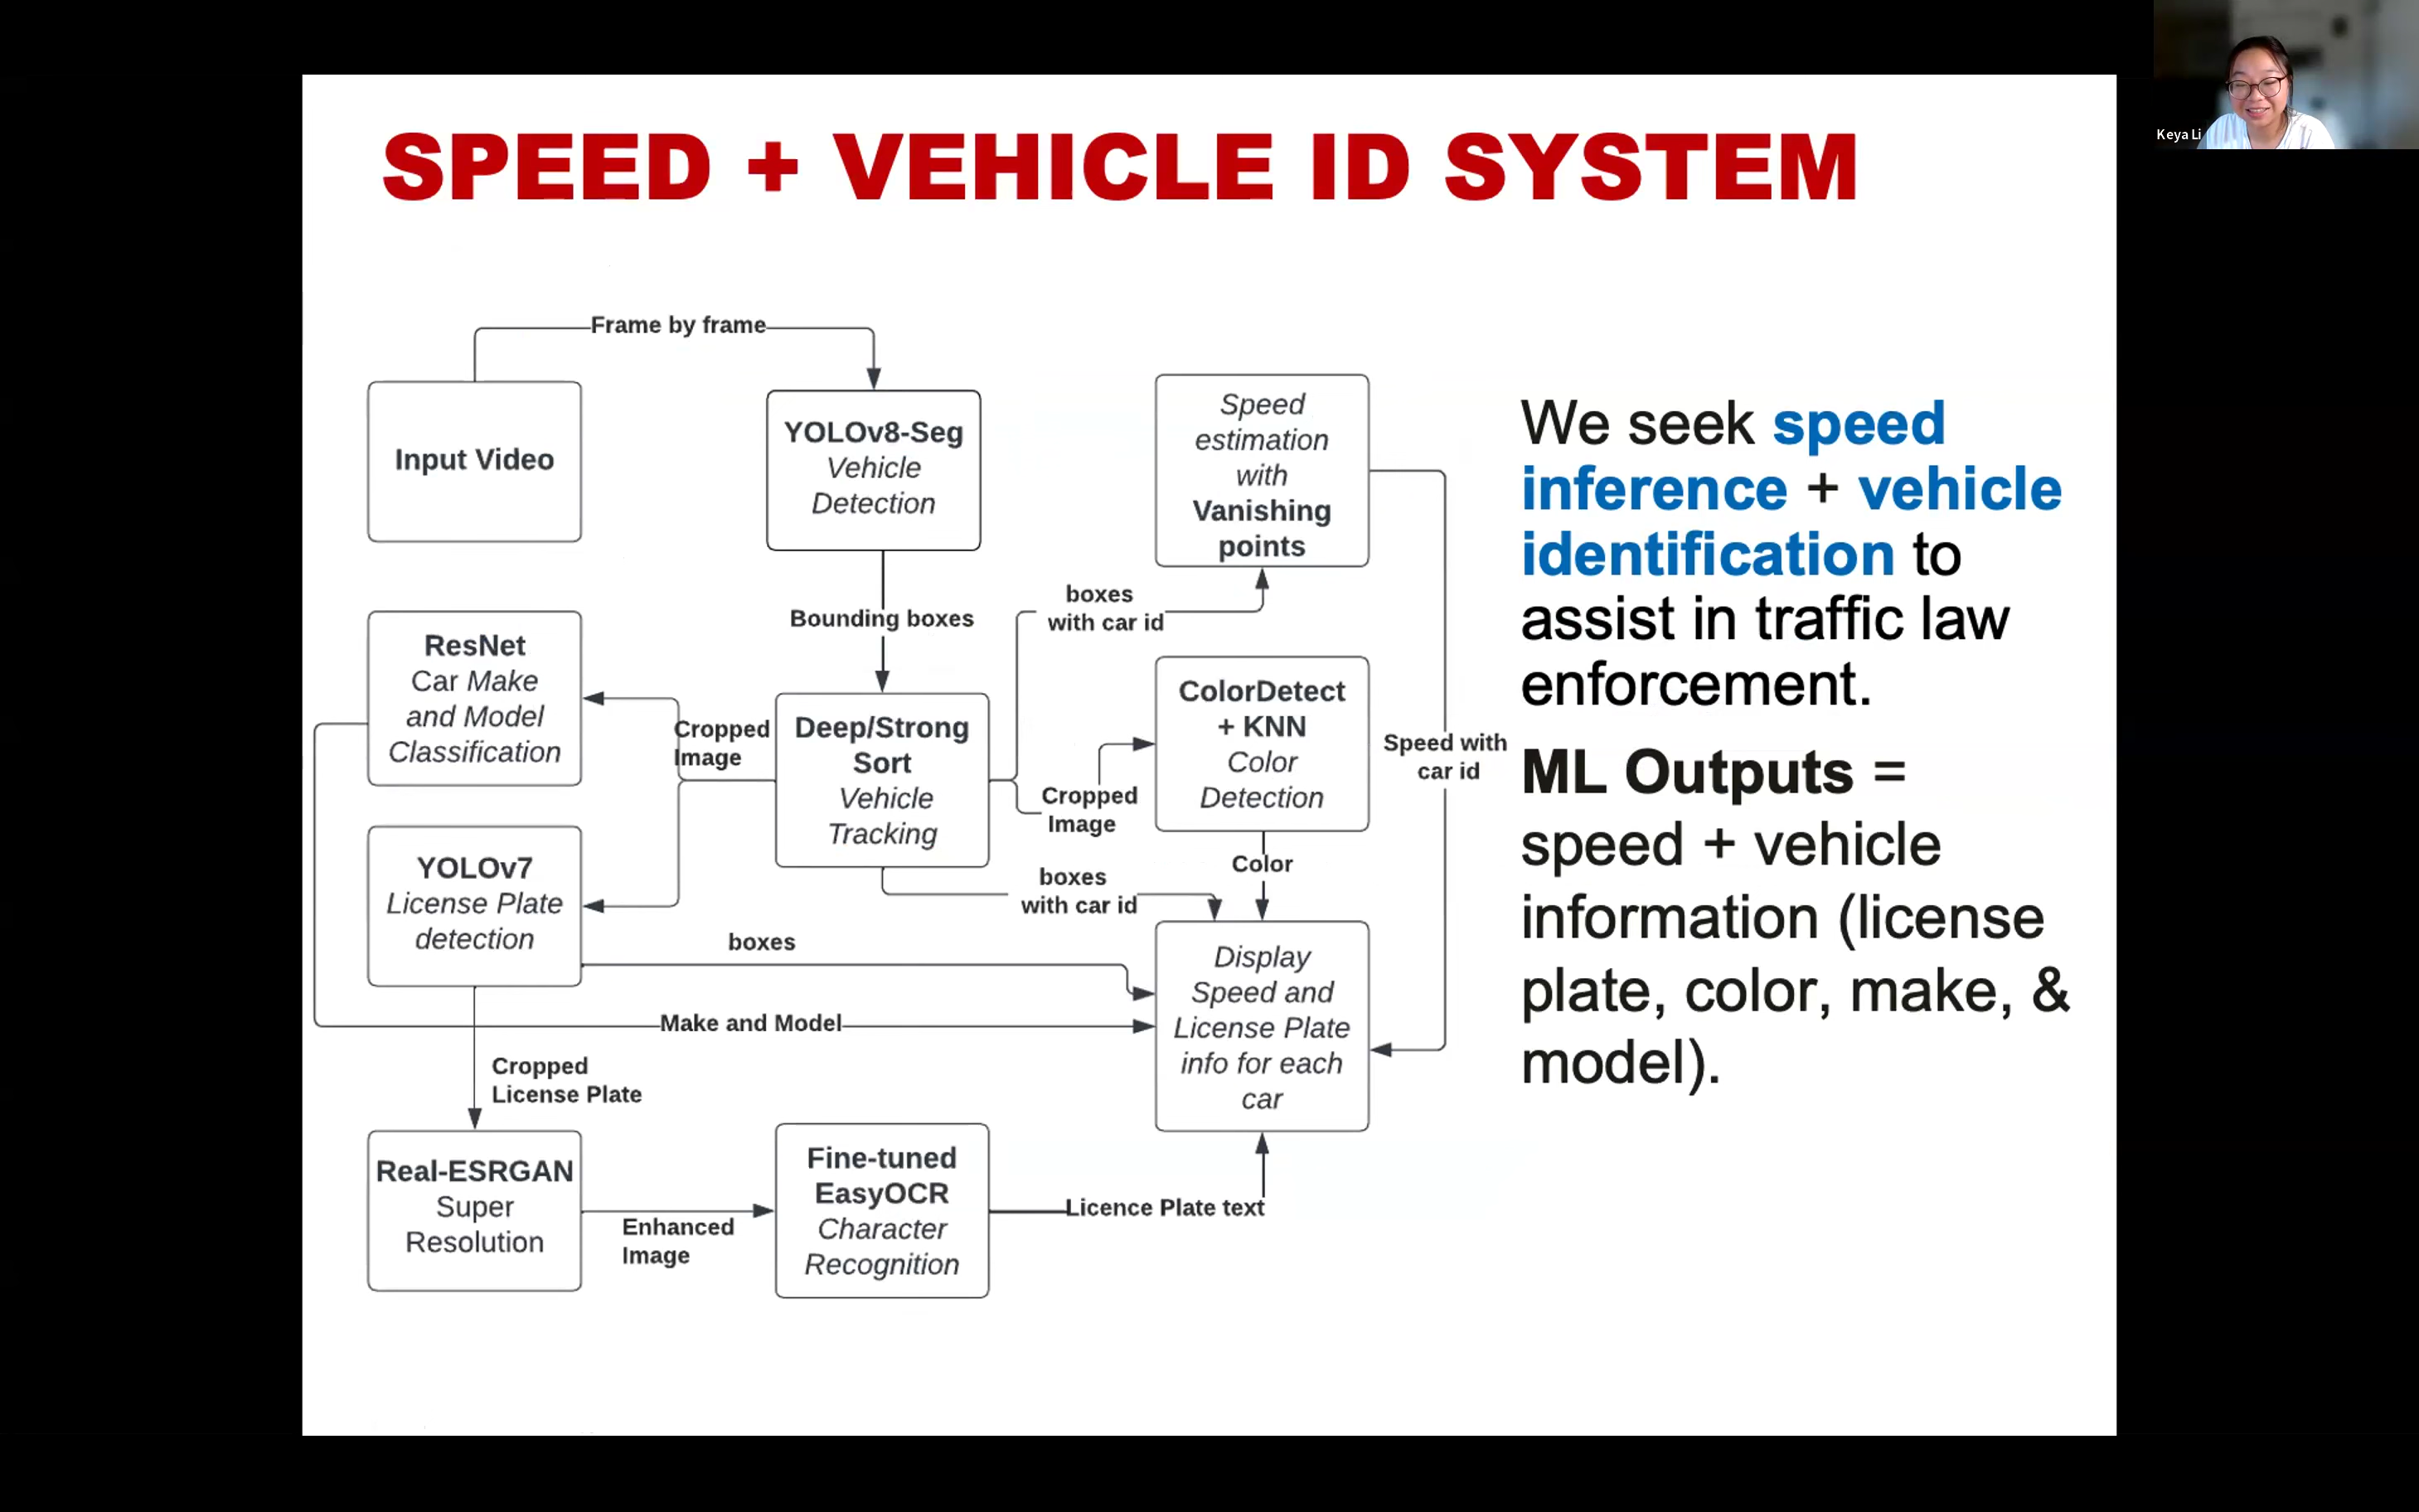 Keya Li
SPEED + VEHICLE ID SYSTEM
Frame by frame
Input Video
YOLOv8-Seg
Vehicle
Detection
Speed
estimation
with
Vanishing
points
Bounding boxes
boxes
with car id
ResNet
Car Make
and Model
Classification
Cropped
Image
Deep/Strong
Sort
Vehicle
Tracking
Cropped
Image
ColorDetect
+ KNN
Color
Detection
Speed with
car id
YOLOv7
License Plate
detection
boxes
with car id
Color
boxes
Make and Model
Display
Speed and
License Plate
info for each
car
Cropped
License Plate
Real-ESRGAN
Super
Resolution
Enhanced
Image
Fine-tuned
EasyOCR
Character
Recognition
Licence Plate text
We seek speed
inference + vehicle
identification to
assist in traffic law
enforcement.
ML Outputs =
speed + vehicle
information (license
plate, color, make, &
model).